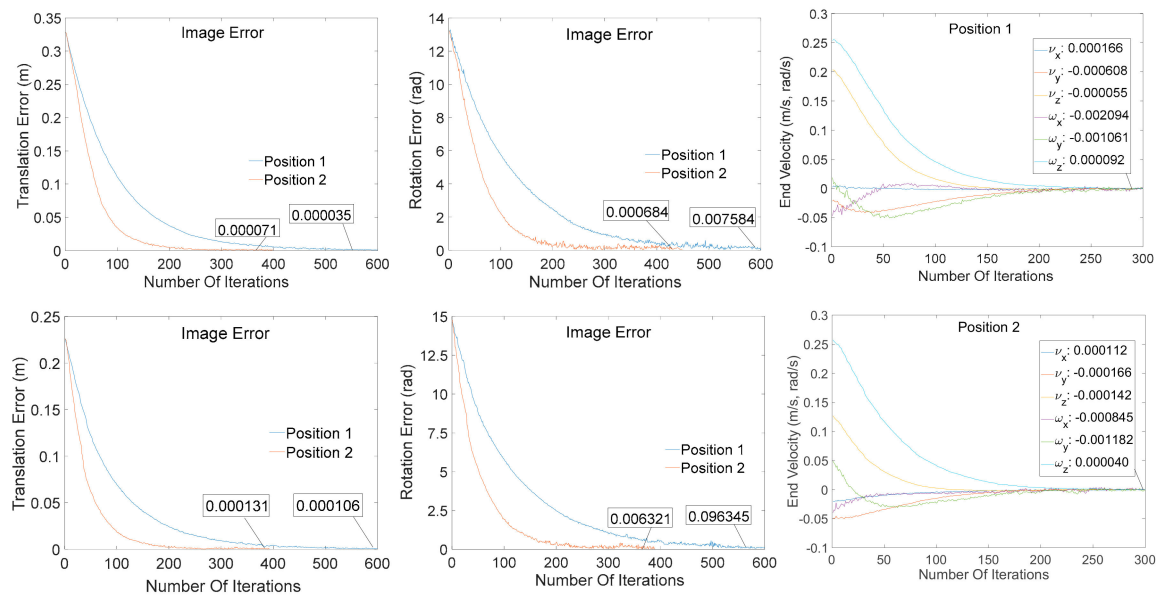 Image Error
Translation Error (m)
0.35
0.3
0.25
0.2
0.15
0.1
0.05
0
Position 1
Position 2
0.000071
0.000035
0 100 200 300 400 500 600
Number Of Iterations
Image Error
Rotation Error (rad)
14
12
10
8
6
4
2
0
Position 1
Position 2
0.000684
0.007584
0 100 200 300 400 500 600
Number Of Iterations
Position 1
End Velocity (m/s, rad/s)
0.3
0.25
0.2
0.15
0.1
0.05
0
-0.05
-0.1
νx: 0.000166
νy: -0.000608
νz: -0.000055
ωx: -0.002094
ωy: -0.001061
ωz: 0.000092
0 50 100 150 200 250 300
Number Of Iterations
Image Error
Translation Error (m)
0.25
0.2
0.15
0.1
0.05
0
Position 1
Position 2
0.000131
0.000106
0 100 200 300 400 500 600
Number Of Iterations
Image Error
Rotation Error (rad)
15
12
9
7.5
5
2.5
0
Position 1
Position 2
0.006321
0.096345
0 100 200 300 400 500 600
Number Of Iterations
Position 2
End Velocity (m/s, rad/s)
0.3
0.25
0.2
0.15
0.1
0.05
0
-0.05
-0.1
νx: 0.000112
νy: -0.000166
νz: -0.000142
ωx: -0.000845
ωy: -0.001182
ωz: 0.000040
0 50 100 150 200 250 300
Number Of Iterations